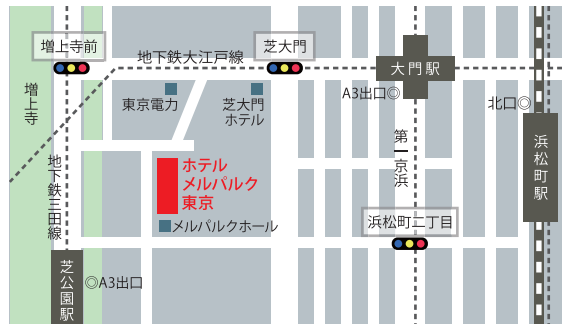 増上寺前
地下鉄大江戸線
芝大門
大門駅
東京電力
芝大門
ホテル
A3出口◎
北口◎
増上寺
第一京浜
浜松町駅
地下鉄三田線
ホテル
メルパルク
東京
メルパルクホール
浜松町二丁目
芝公園駅
◎A3出口